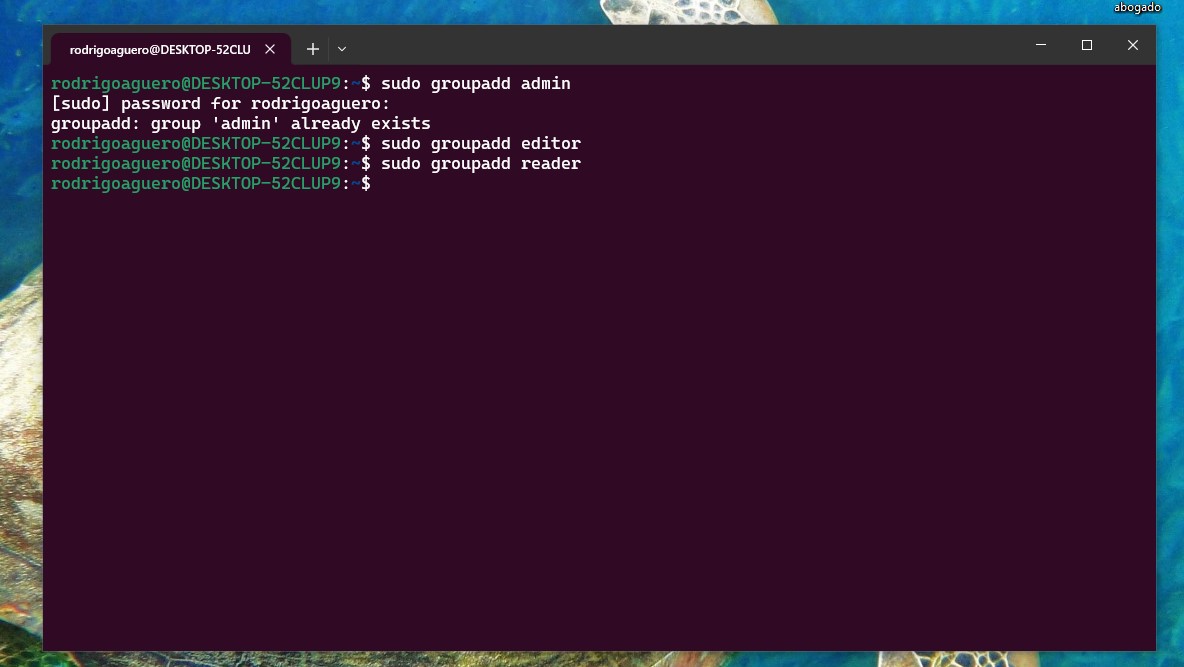 abogado
rodrigoaguero@DESKTOP-52CLU
rodrigoaguero@DESKTOP-52CLUP9:~$ sudo groupadd admin
[sudo] password for rodrigoaguero:
groupadd: group 'admin' already exists
rodrigoaguero@DESKTOP-52CLUP9:~$ sudo groupadd editor
rodrigoaguero@DESKTOP-52CLUP9:~$ sudo groupadd reader
rodrigoaguero@DESKTOP-52CLUP9:~$